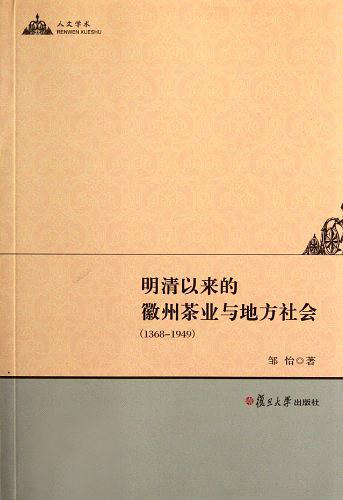 人文学术
RENWEN XUESHU
明清以来的
徽州茶业与地方社会
(1368-1949)
邹 怡◎著
復旦大學出版社